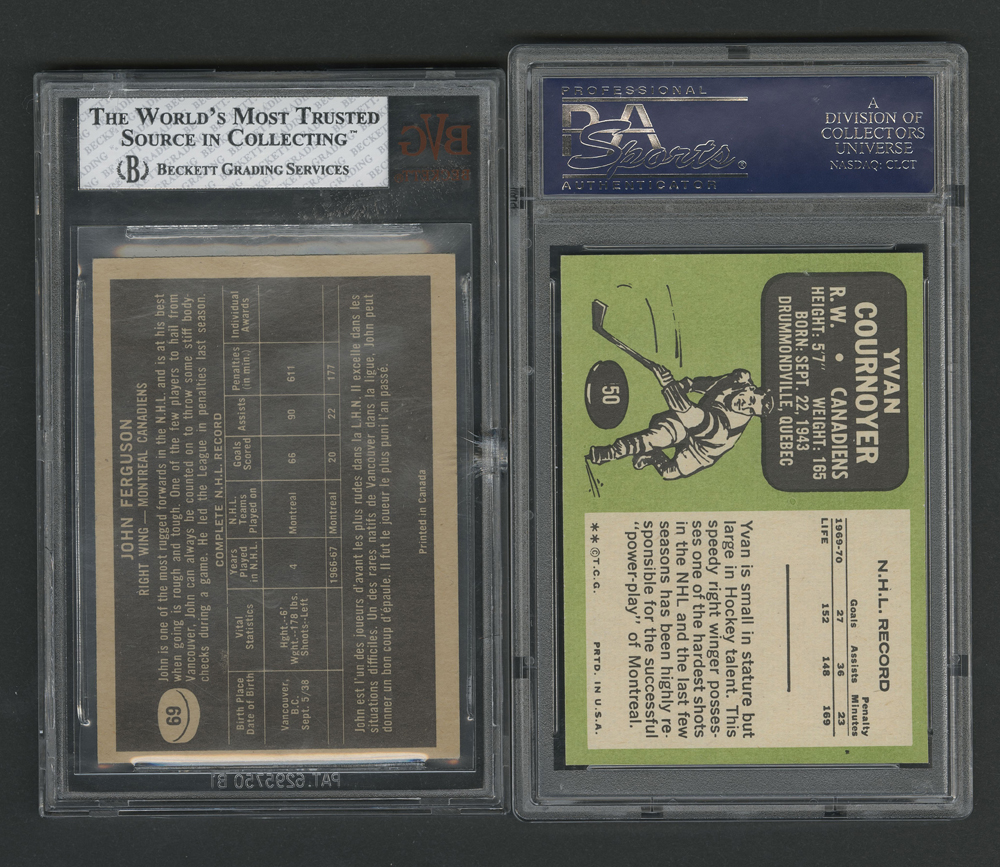 THE WORLD'S MOST TRUSTED
SOURCE IN COLLECTING™
(B) BECKETT GRADING SERVICES
BVG
JOHN FERGUSON
RIGHT WING — MONTREAL CANADIENS
John is one of the most rugged forwards in the N.H.L. and is at his best
when going is rough and tough. One of the few players to hail from
Vancouver, John can always be counted on to throw some stiff body-
checks during a game. He led the League in penalties last season.
COMPLETE N.H.L. RECORD
Birth Place Date of Birth | Vital Statistics | Years Played in N.H.L. | N.H.L. Teams Played on | Goals Scored | Assists | Penalties (in min.) | Individual Awards
Vancouver, B.C. Sept. 5/38 | Hght.-6' Wght.-178 lbs. Shoots-Left | 4 | Montreal | 66 | 90 | 611
1966-67 | Montreal | 20 | 22 | 177
John est l'un des joueurs d'avant les plus rudes dans la L.H.N. Il excelle dans les
situations difficiles. Un des rares natifs de Vancouver dans la ligue, John peut
donner un bon coup d'épaule. Il fut le joueur le plus puni l'an passé.
69
Printed in Canada
PAT.6295750 B1
PROFESSIONAL
PSA
Sports®
AUTHENTICATOR
A
DIVISION OF
COLLECTORS
UNIVERSE
NASDAQ: CLCT
YVAN
COURNOYER
R.W. • CANADIENS
HEIGHT: 5'7" WEIGHT: 165
BORN: SEPT. 22, 1943
DRUMMONDVILLE, QUEBEC
50
N.H.L. RECORD
Goals Assists Penalty Minutes
1969-70 27 36 23
LIFE 152 148 169
Yvan is small in stature but
large in Hockey talent. This
speedy right winger posses-
ses one of the hardest shots
in the NHL and the last few
seasons has been highly re-
sponsible for the successful
"power-play" of Montreal.
**©T.C.G. PRTD. IN U.S.A.